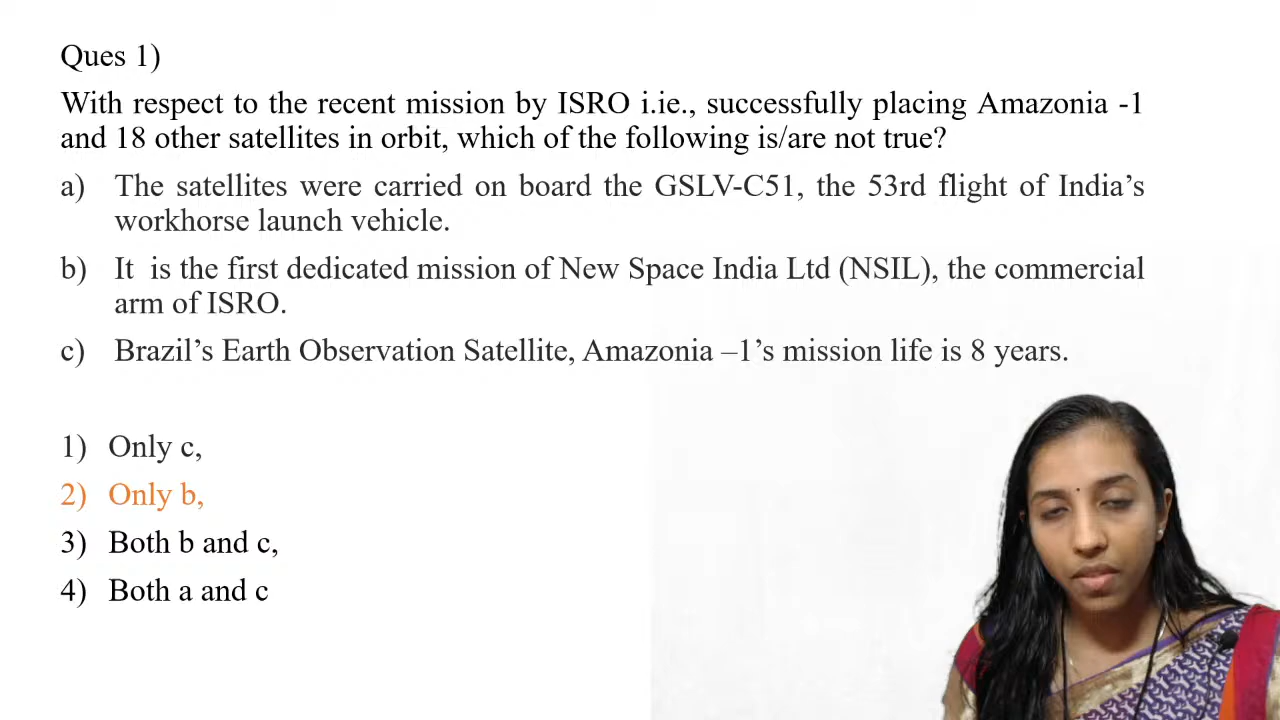 Ques 1)
With respect to the recent mission by ISRO i.ie., successfully placing Amazonia -1
and 18 other satellites in orbit, which of the following is/are not true?
a) The satellites were carried on board the GSLV-C51, the 53rd flight of India’s
workhorse launch vehicle.
b) It is the first dedicated mission of New Space India Ltd (NSIL), the commercial
arm of ISRO.
c) Brazil’s Earth Observation Satellite, Amazonia –1’s mission life is 8 years.
1) Only c,
2) Only b,
3) Both b and c,
4) Both a and c